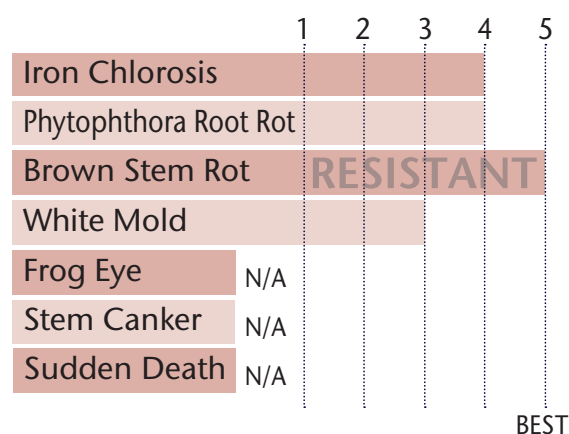 1 2 3 4 5
Iron Chlorosis
Phytophthora Root Rot
Brown Stem Rot RESISTANT
White Mold
Frog Eye N/A
Stem Canker N/A
Sudden Death N/A
BEST